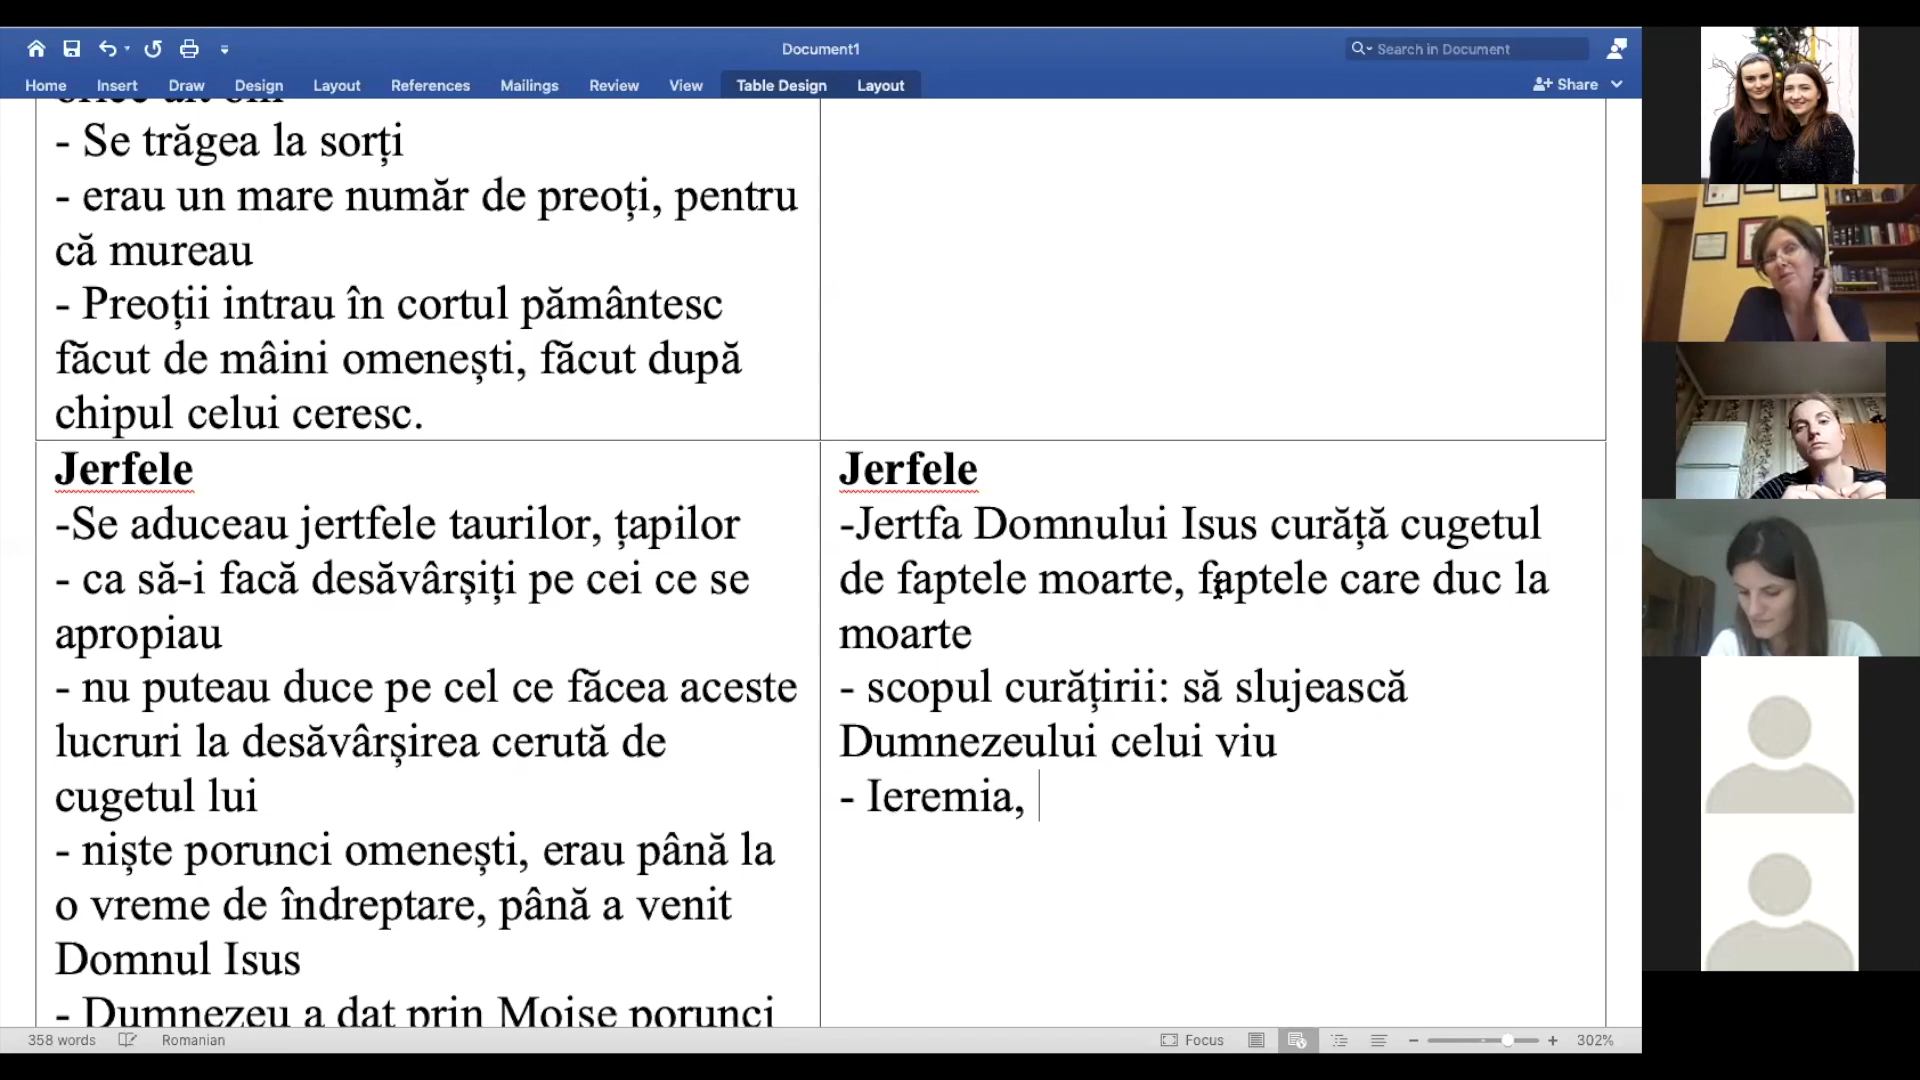 Document1
Search in Document
Home Insert Draw Design Layout References Mailings Review View Table Design Layout
Share
- Se trăgea la sorți
- erau un mare număr de preoți, pentru
că mureau
- Preoții intrau în cortul pământesc
făcut de mâini omenești, făcut după
chipul celui ceresc.
Jerfele
-Se aduceau jertfele taurilor, țapilor
- ca să-i facă desăvârșiți pe cei ce se
apropiau
- nu puteau duce pe cel ce făcea aceste
lucruri la desăvârșirea cerută de
cugetul lui
- niște porunci omenești, erau până la
o vreme de îndreptare, până a venit
Domnul Isus
- Dumnezeu a dat prin Moise porunci
Jerfele
-Jertfa Domnului Isus curăță cugetul
de faptele moarte, faptele care duc la
moarte
- scopul curățirii: să slujească
Dumnezeului celui viu
- Ieremia,
358 words
Romanian
Focus
302%